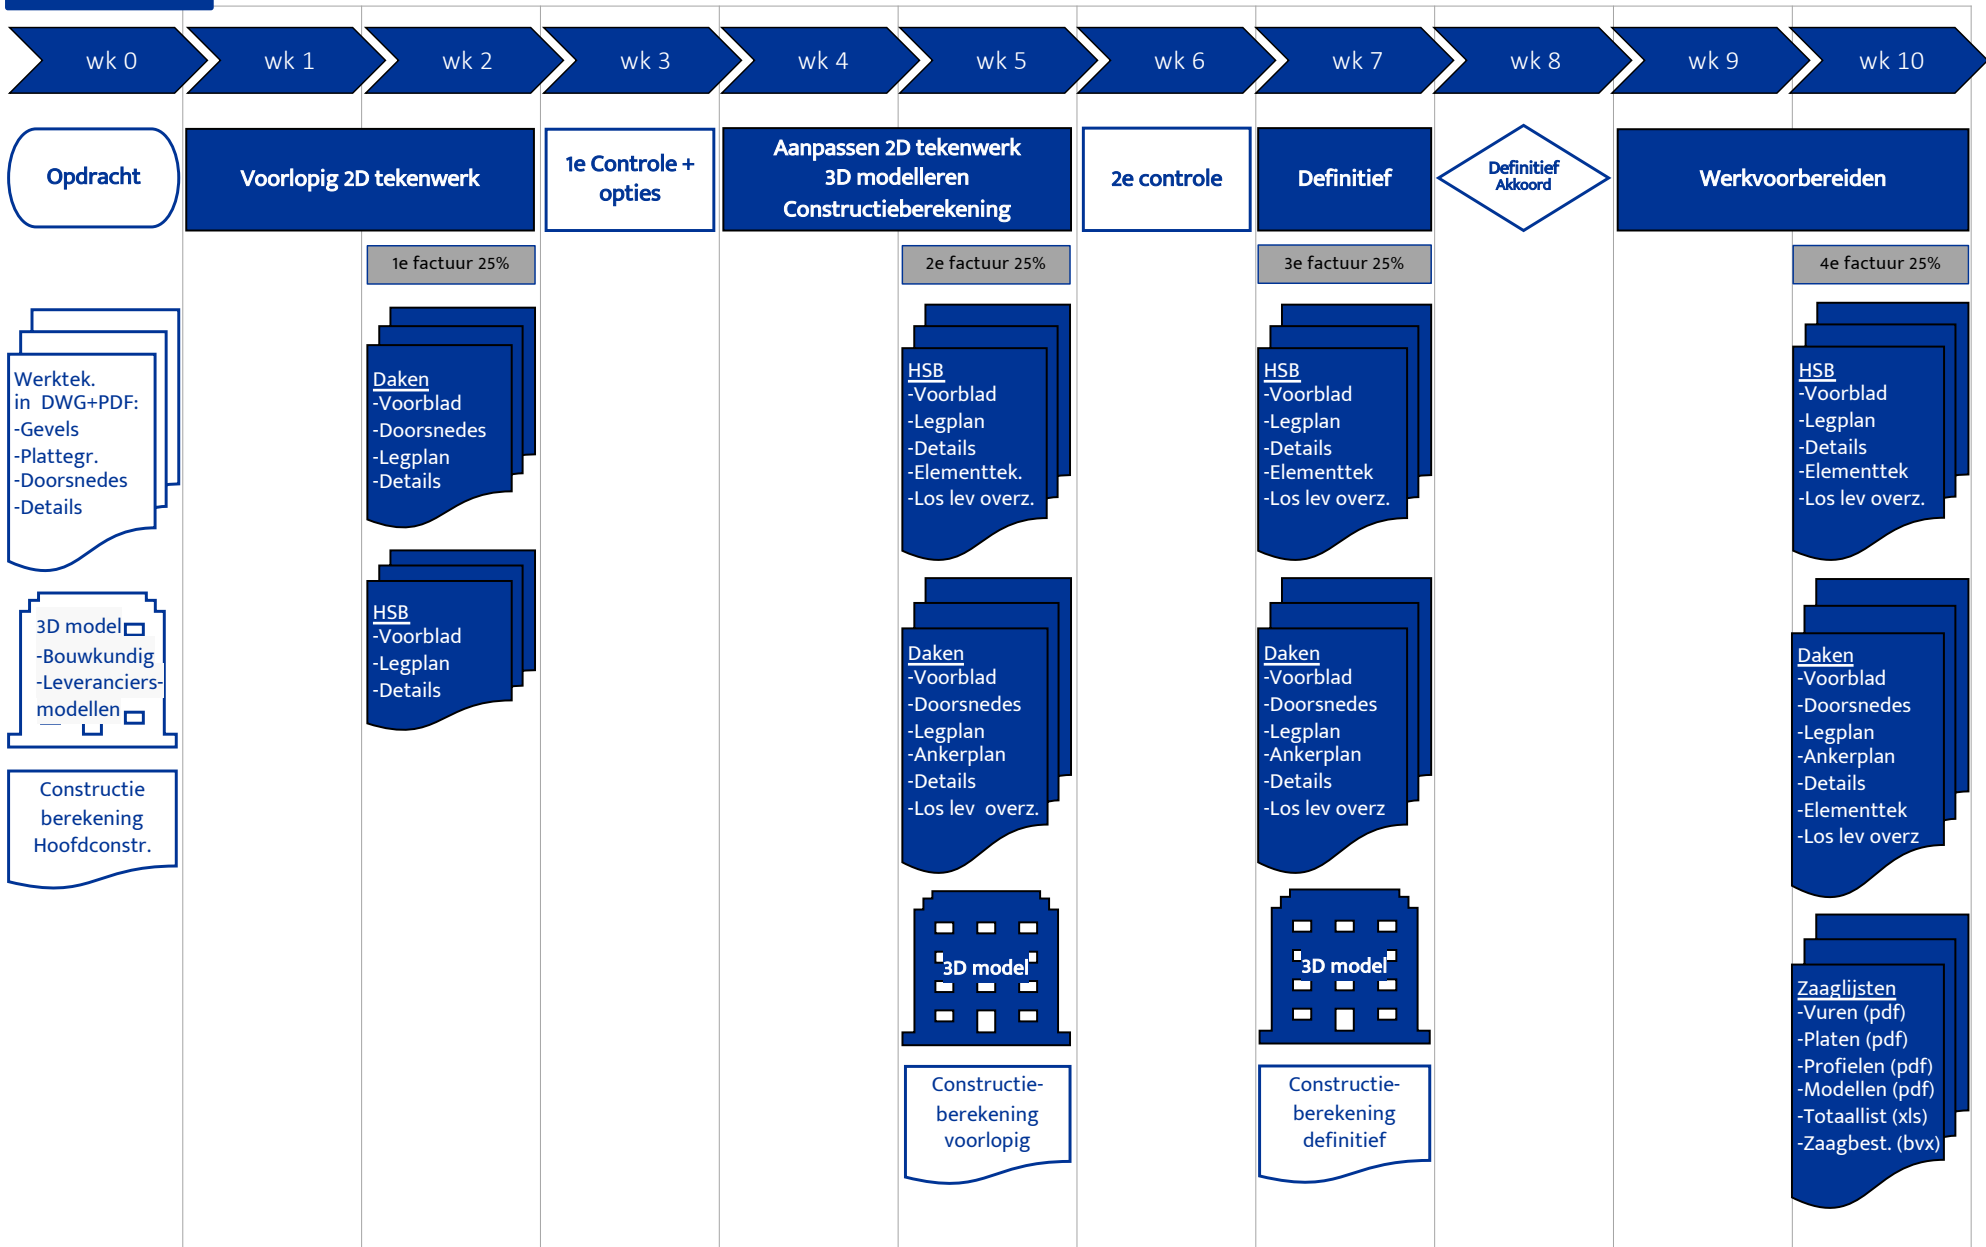 wk 0
wk 1
wk 2
wk 3
wk 4
wk 5
wk 6
wk 7
wk 8
wk 9
wk 10
Opdracht
Voorlopig 2D tekenwerk
1e Controle +
opties
Aanpassen 2D tekenwerk
3D modelleren
Constructieberekening
2e controle
Definitief
Definitief
Akkoord
Werkvoorbereiden
1e factuur 25%
2e factuur 25%
3e factuur 25%
4e factuur 25%
Werktek.
in  DWG+PDF:
-Gevels
-Plattegr.
-Doorsnedes
-Details
3D model
-Bouwkundig
-Leveranciers-
modellen
Constructie
berekening
Hoofdconstr.
Daken
-Voorblad
-Doorsnedes
-Legplan
-Details
HSB
-Voorblad
-Legplan
-Details
HSB
-Voorblad
-Legplan
-Details
-Elementtek.
-Los lev overz.
Daken
-Voorblad
-Doorsnedes
-Legplan
-Ankerplan
-Details
-Los lev  overz.
3D model
Constructie-
berekening
voorlopig
HSB
-Voorblad
-Legplan
-Details
-Elementtek
-Los lev overz.
Daken
-Voorblad
-Doorsnedes
-Legplan
-Ankerplan
-Details
-Los lev overz
3D model
Constructie-
berekening
definitief
HSB
-Voorblad
-Legplan
-Details
-Elementtek
-Los lev overz.
Daken
-Voorblad
-Doorsnedes
-Legplan
-Ankerplan
-Details
-Elementtek
-Los lev overz
Zaaglijsten
-Vuren (pdf)
-Platen (pdf)
-Profielen (pdf)
-Modellen (pdf)
-Totaallist (xls)
-Zaagbest. (bvx)